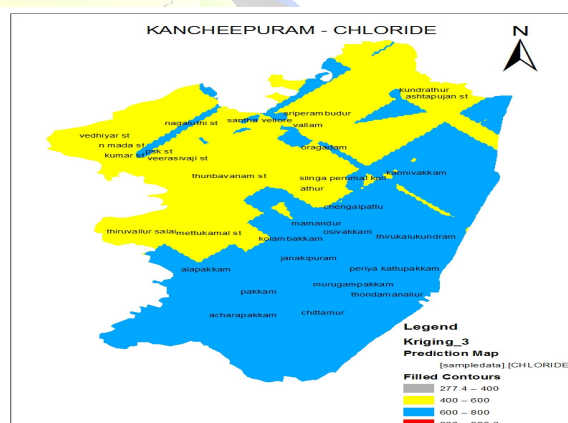 KANCHEEPURAM - CHLORIDE
N
kundrathur
ashtapujan st
sriperambudur
nagaluthi st
santha vellore
vallam
vedhiyar st
n mada st
oragadam
kumar st
psk st
veerasivaji st
kannivakkam
thunbavanam st
siinga perumal koil
athur
chengalpattu
mamandur
thiruvallur salai
mettukamal st
osivakkam
kolambakkam
thirukalukundram
janakipuram
alapakkam
periya kattupakkam
murugampakkam
pakkam
thondamanallur
acharapakkam
chittamur
Legend
Kriging_3
Prediction Map
[sampledata].[CHLORIDE
Filled Contours
277.4 – 400
400 – 600
600 – 800